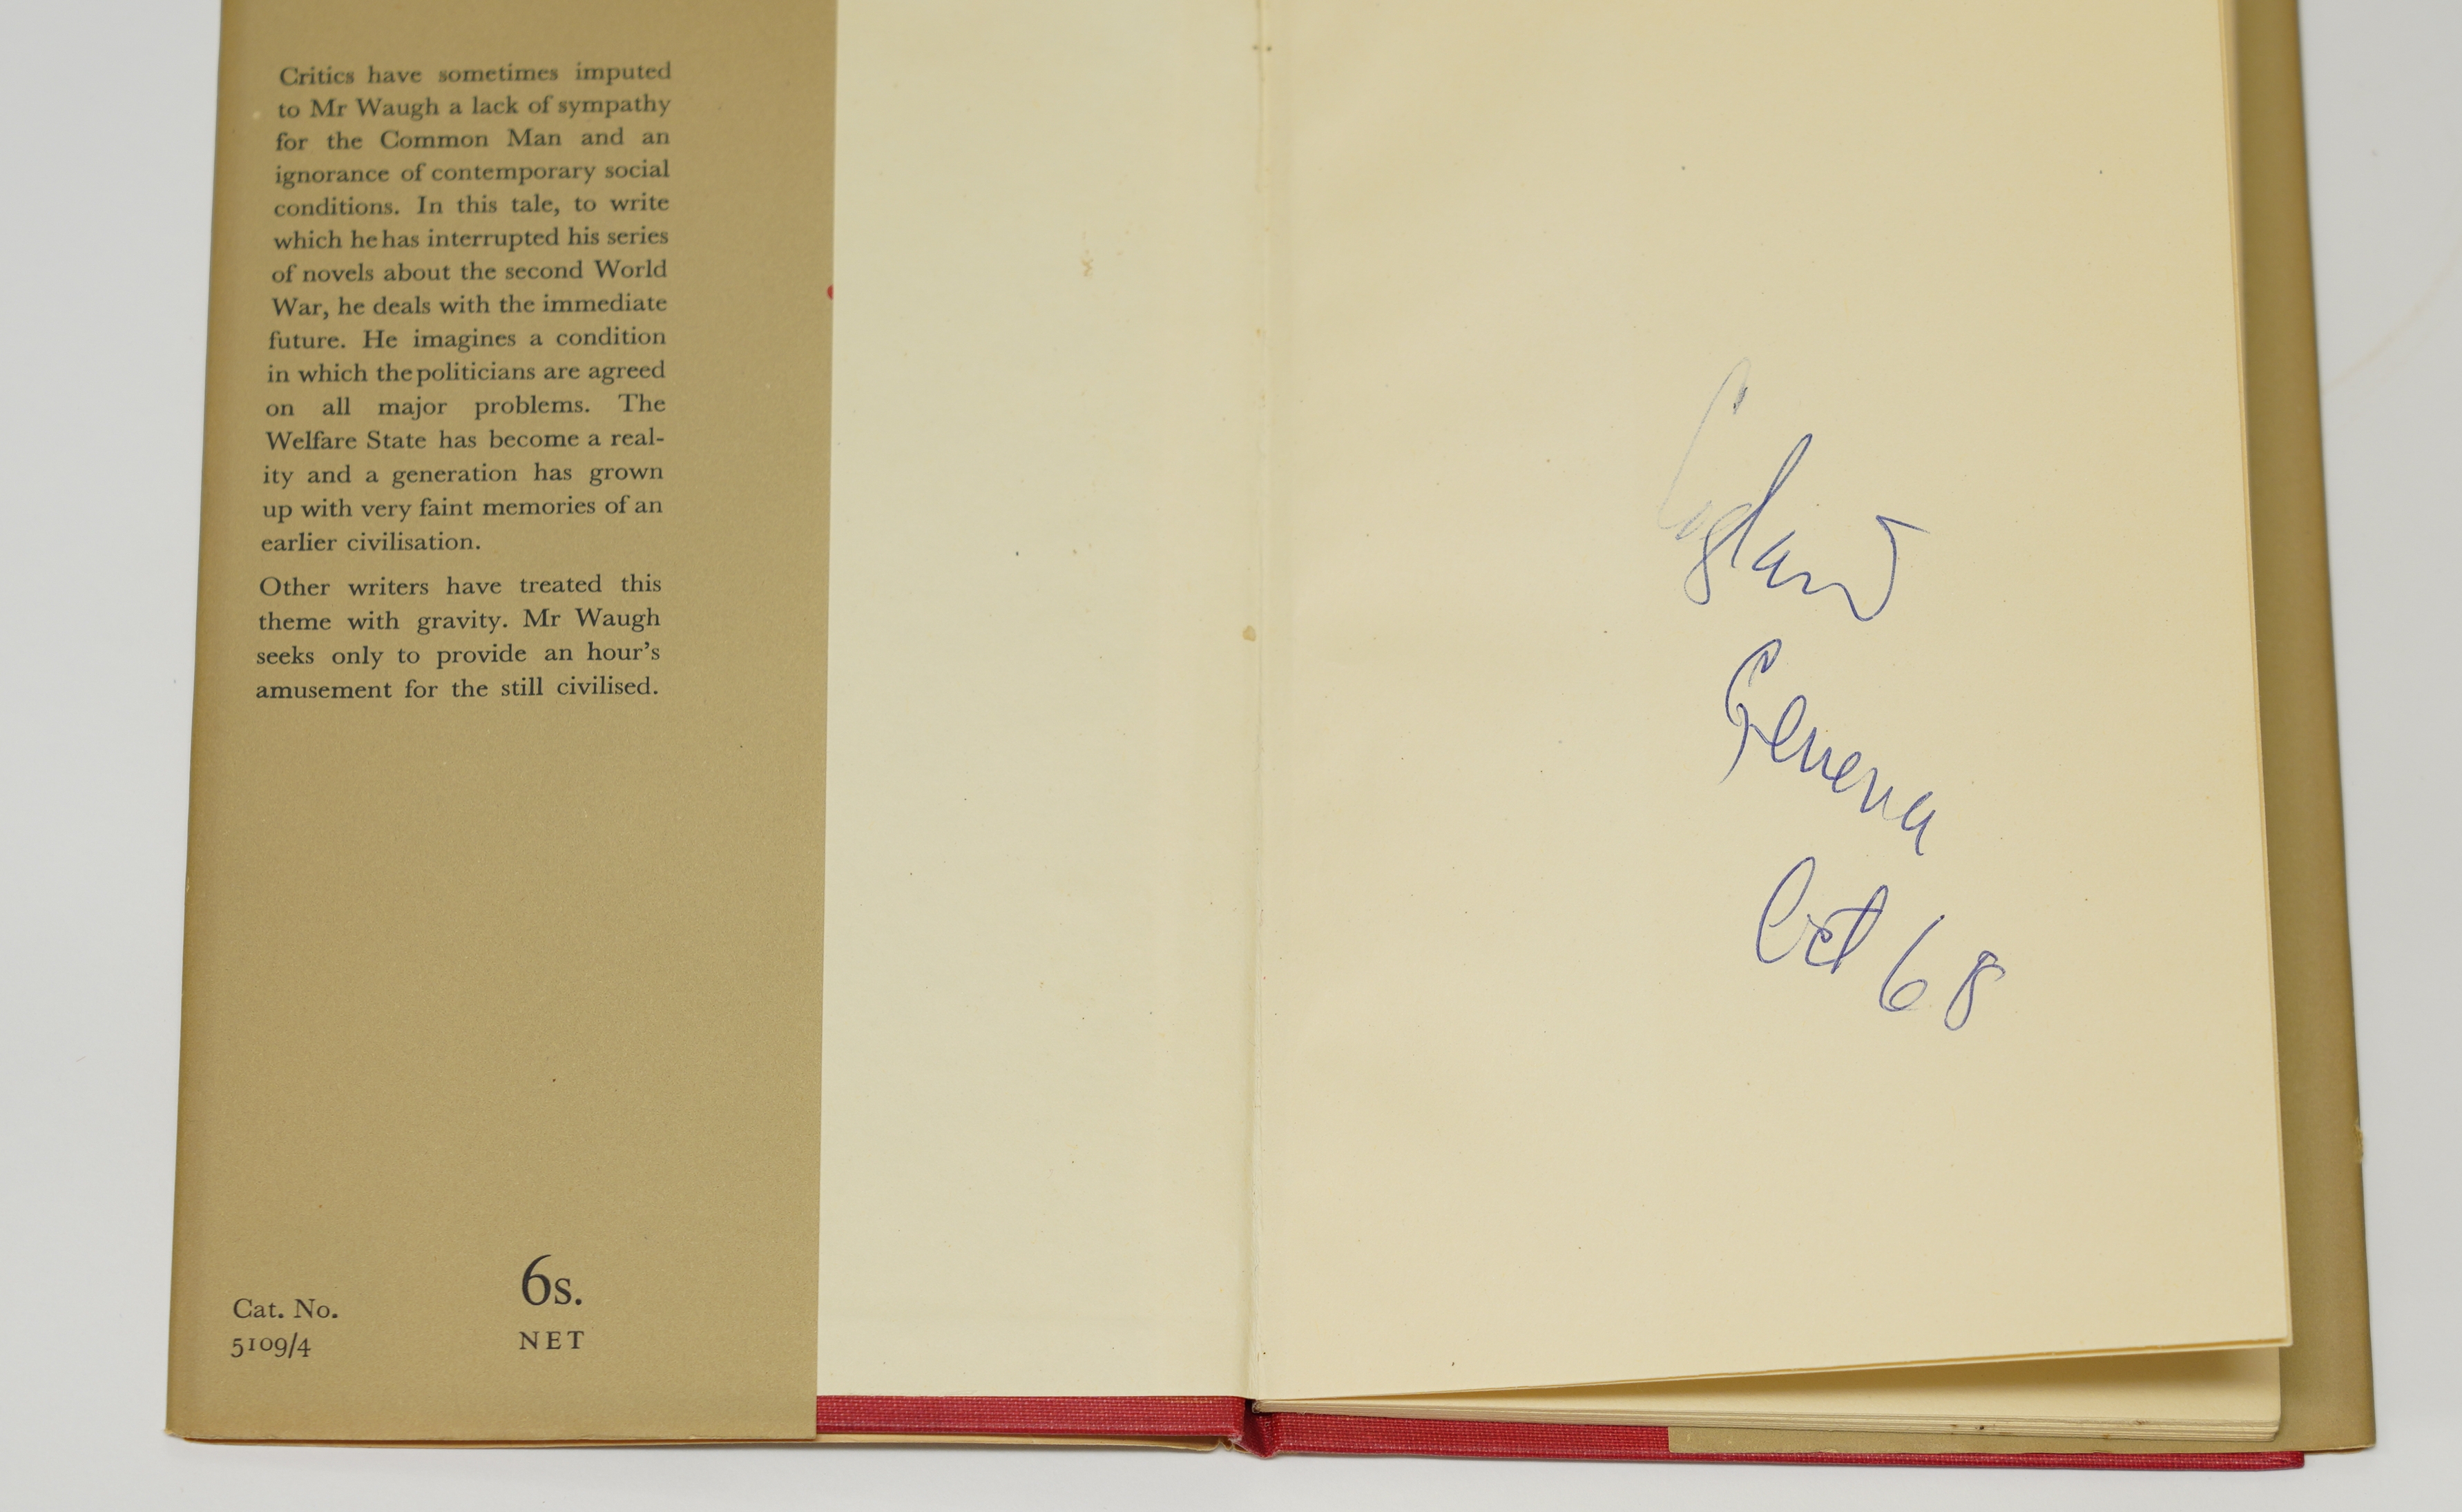 Critics have sometimes imputed
to Mr Waugh a lack of sympathy
for the Common Man and an
ignorance of contemporary social
conditions. In this tale, to write
which he has interrupted his series
of novels about the second World
War, he deals with the immediate
future. He imagines a condition
in which the politicians are agreed
on all major problems. The
Welfare State has become a real-
ity and a generation has grown
up with very faint memories of an
earlier civilisation.
Other writers have treated this
theme with gravity. Mr Waugh
seeks only to provide an hour's
amusement for the still civilised.
Cat. No.
5109/4
6s.
NET
Geneva
Oct 68